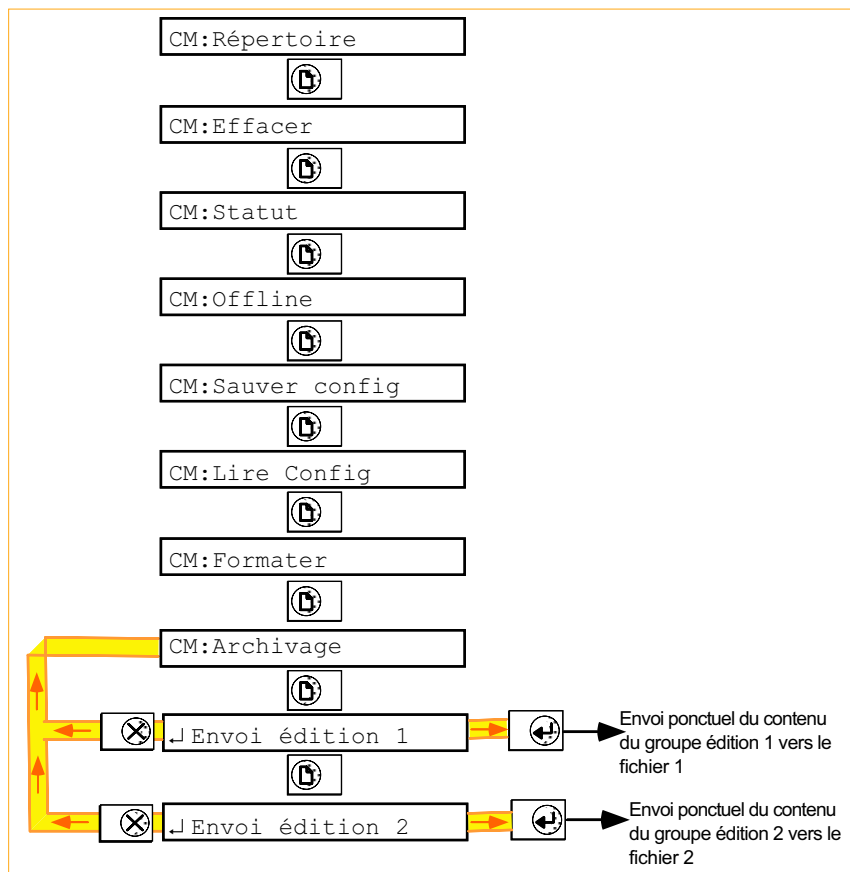 CM:Répertoire
CM:Effacer
CM:Statut
CM:Offline
CM:Sauver config
CM:Lire Config
CM:Formater
CM:Archivage
↵ Envoi édition 1
Envoi ponctuel du contenu
du groupe édition 1 vers le
fichier 1
↵ Envoi édition 2
Envoi ponctuel du contenu
du groupe édition 2 vers le
fichier 2